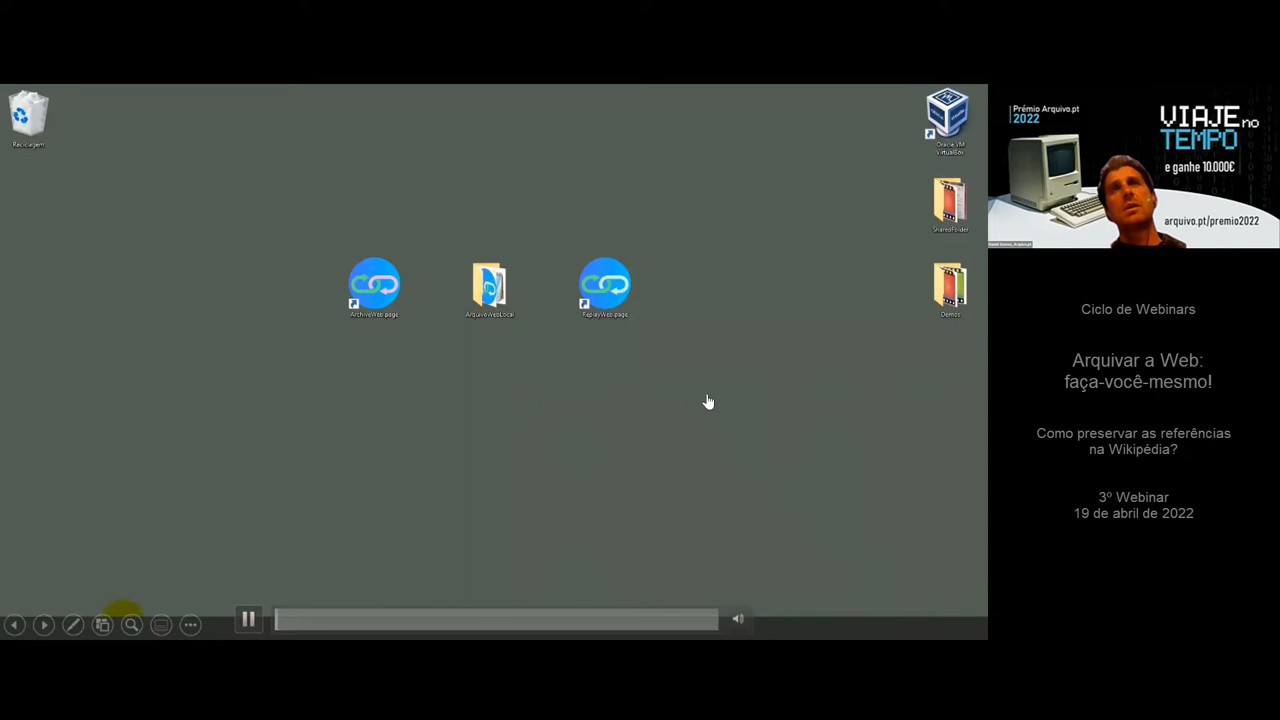 Reciclagem
Oracle VM
VirtualBox
SharedFolder
Demos
ArchiveWeb.page
ArquivoWebLocal
ReplayWeb.page
Prémio Arquivo.pt
2022
VIAJE no
TEMPO
e ganhe 10.000€
arquivo.pt/premio2022
Ciclo de Webinars
Arquivar a Web:
faça-você-mesmo!
Como preservar as referências
na Wikipédia?
3º Webinar
19 de abril de 2022